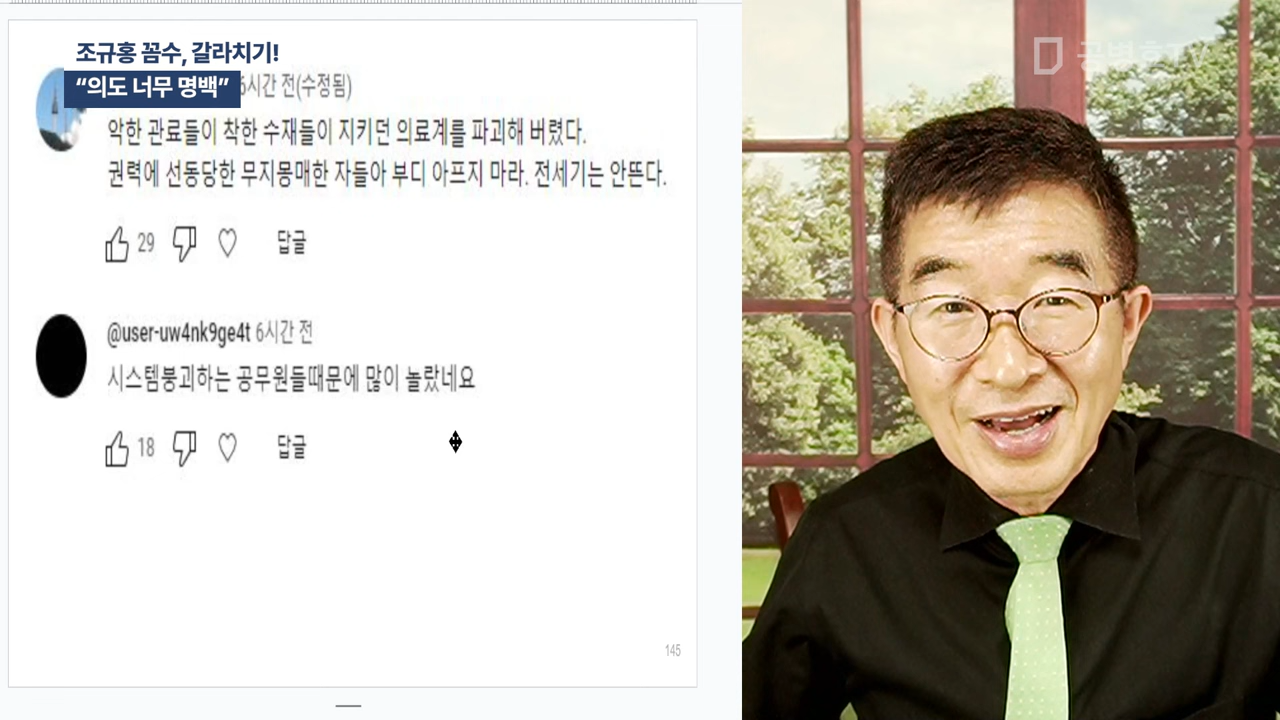 조규홍 꼼수, 갈라치기!
“의도 너무 명백”
6시간 전(수정됨)
악한 관료들이 착한 수재들이 지키던 의료계를 파괴해 버렸다.
권력에 선동당한 무지몽매한 자들아 부디 아프지 마라. 전세기는 안뜬다.
29
답글
@user-uw4nk9ge4t 6시간 전
시스템붕괴하는 공무원들때문에 많이 놀랐네요
18
답글
145
공병호TV